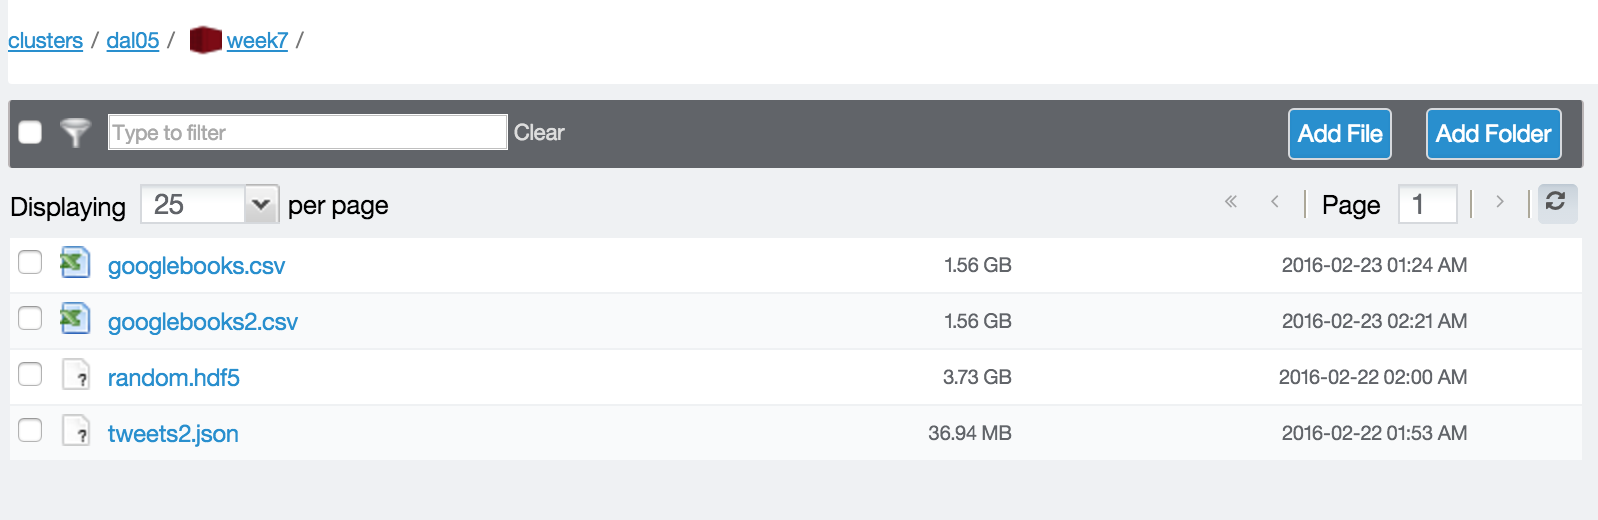 clusters / dal05 / week7 /
Type to filter Clear Add File Add Folder
Displaying 25 per page « ‹ | Page 1 | › |
googlebooks.csv 1.56 GB 2016-02-23 01:24 AM
googlebooks2.csv 1.56 GB 2016-02-23 02:21 AM
? random.hdf5 3.73 GB 2016-02-22 02:00 AM
? tweets2.json 36.94 MB 2016-02-22 01:53 AM